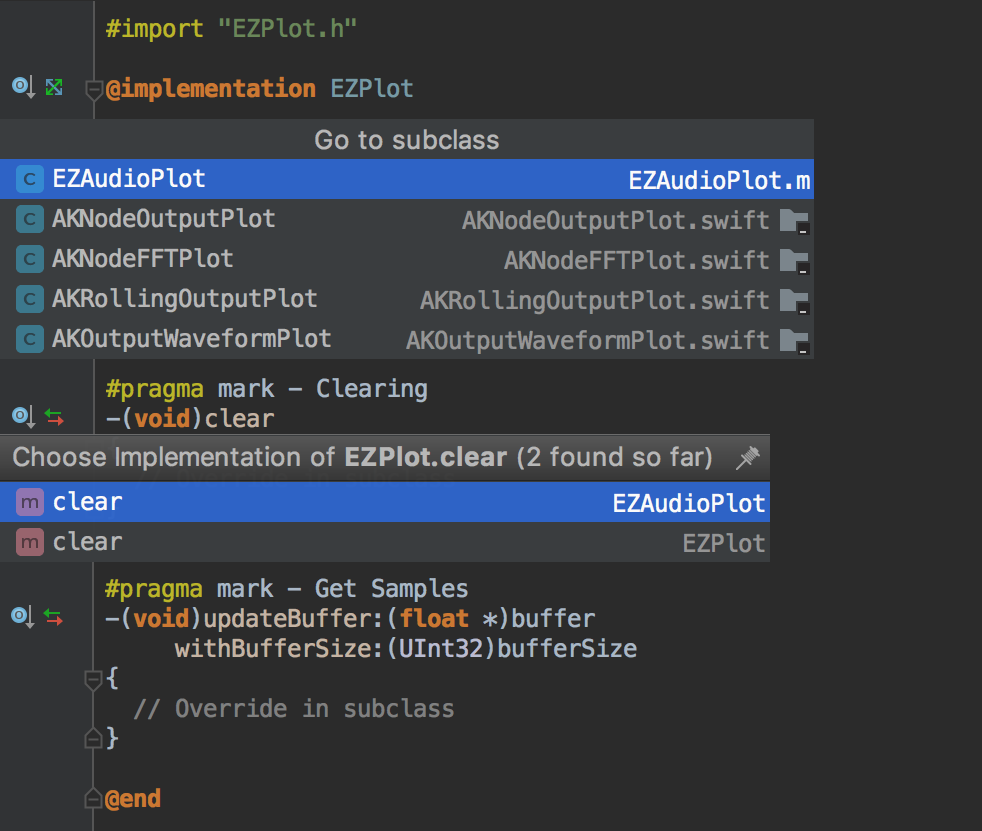 #import "EZPlot.h"
@implementation EZPlot
Go to subclass
C EZAudioPlot EZAudioPlot.m
C AKNodeOutputPlot AKNodeOutputPlot.swift
C AKNodeFFTPlot AKNodeFFTPlot.swift
C AKRollingOutputPlot AKRollingOutputPlot.swift
C AKOutputWaveformPlot AKOutputWaveformPlot.swift
#pragma mark - Clearing
-(void)clear
Choose Implementation of EZPlot.clear (2 found so far)
m clear EZAudioPlot
m clear EZPlot
#pragma mark - Get Samples
-(void)updateBuffer:(float *)buffer
withBufferSize:(UInt32)bufferSize
{
// Override in subclass
}
@end